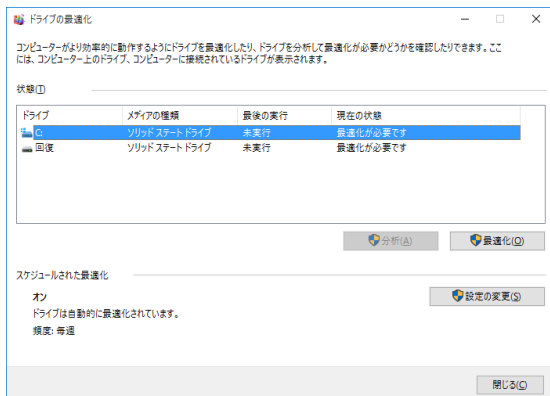 ドライブの最適化
コンピューターがより効率的に動作するようにドライブを最適化したり、ドライブを分析して最適化が必要かどうかを確認したりできます。ここ
には、コンピューター上のドライブ、コンピューターに接続されているドライブが表示されます。
状態(T)
ドライブ メディアの種類 最後の実行 現在の状態
C: ソリッド ステート ドライブ 未実行 最適化が必要です
回復 ソリッド ステート ドライブ 未実行 最適化が必要です
分析(A) 最適化(O)
スケジュールされた最適化
オン 設定の変更(S)
ドライブは自動的に最適化されています。
頻度: 毎週
閉じる(C)